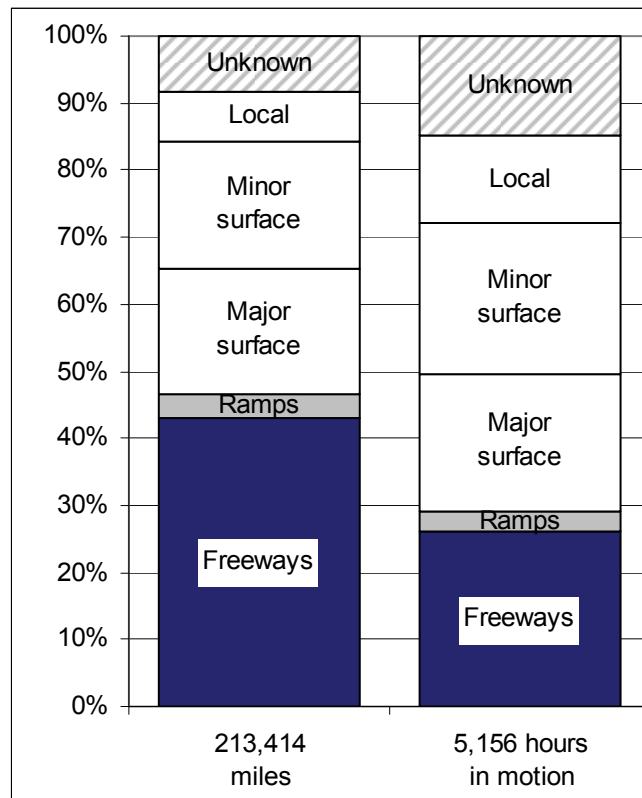 100%
90%
80%
70%
60%
50%
40%
30%
20%
10%
0%
Unknown
Local
Minor
surface
Major
surface
Ramps
Freeways
Unknown
Local
Minor
surface
Major
surface
Ramps
Freeways
213,414
miles
5,156 hours
in motion